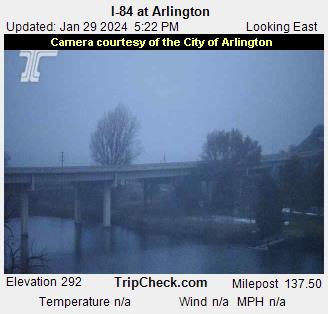 I-84 at Arlington
Updated: Jan 29 2024 5:22 PM Looking East
Camera courtesy of the City of Arlington
Elevation 292 TripCheck.com Milepost 137.50
Temperature n/a Wind n/a MPH n/a